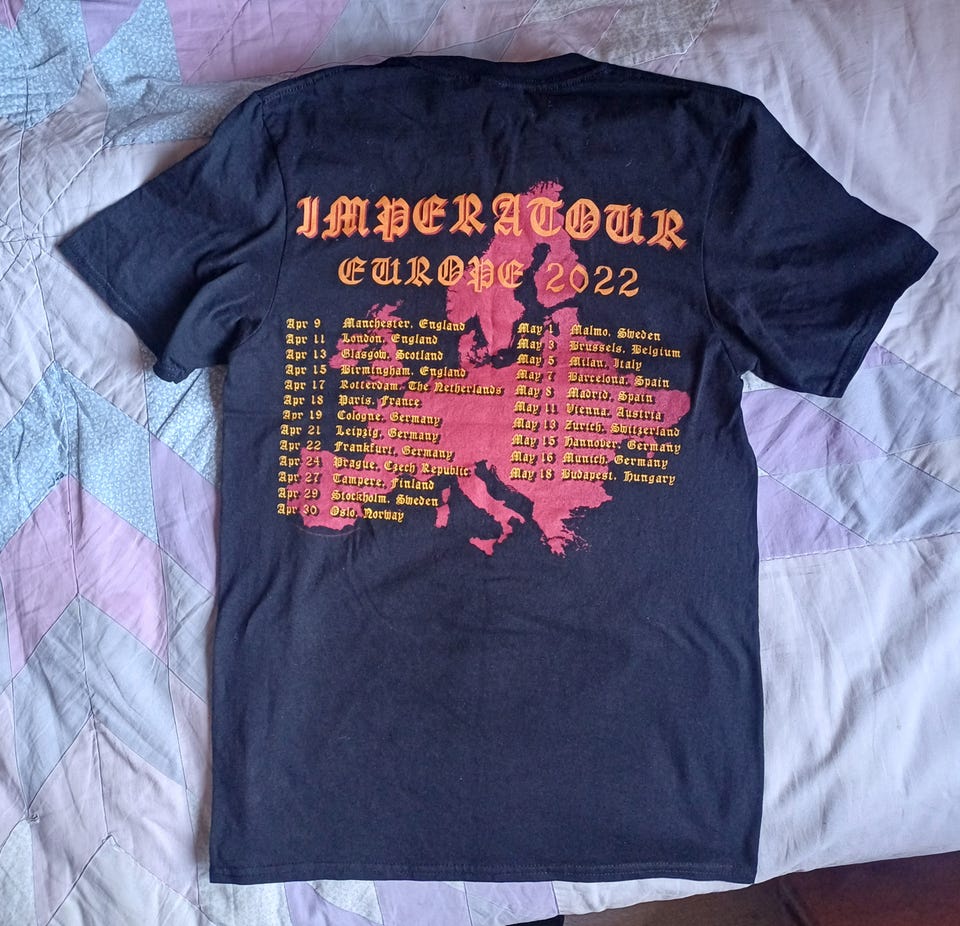 IMPERATOUR
EUROPE 2022
Apr 9 Manchester, England
Apr 11 London, England
Apr 13 Glasgow, Scotland
Apr 15 Birmingham, England
Apr 17 Rotterdam, The Netherlands
Apr 18 Paris, France
Apr 19 Cologne, Germany
Apr 21 Leipzig, Germany
Apr 22 Frankfurt, Germany
Apr 24 Prague, Czech Republic
Apr 27 Tampere, Finland
Apr 29 Stockholm, Sweden
Apr 30 Oslo, Norway
May 1 Malmo, Sweden
May 3 Brussels, Belgium
May 5 Milan, Italy
May 7 Barcelona, Spain
May 8 Madrid, Spain
May 11 Vienna, Austria
May 13 Zurich, Switzerland
May 15 Hannover, Germany
May 16 Munich, Germany
May 18 Budapest, Hungary